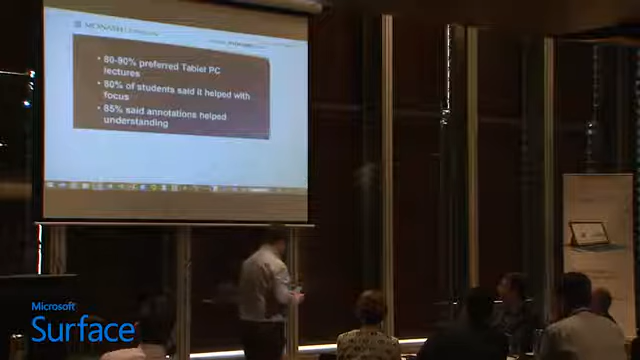 MONASH University
• 80-90% preferred Tablet PC
lectures
• 80% of students said it helped with
focus
• 85% said annotations helped
understanding
Microsoft
Surface